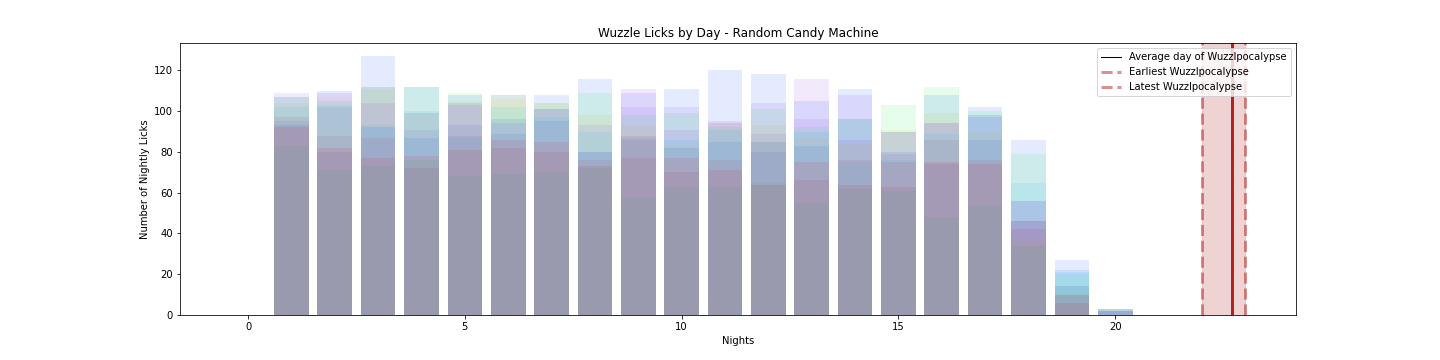 Wuzzle Licks by Day - Random Candy Machine
Number of Nightly Licks
120
100
80
60
40
20
0
Average day of Wuzzlpocalypse
Earliest Wuzzlpocalypse
Latest Wuzzlpocalypse
0 5 10 15 20
Nights